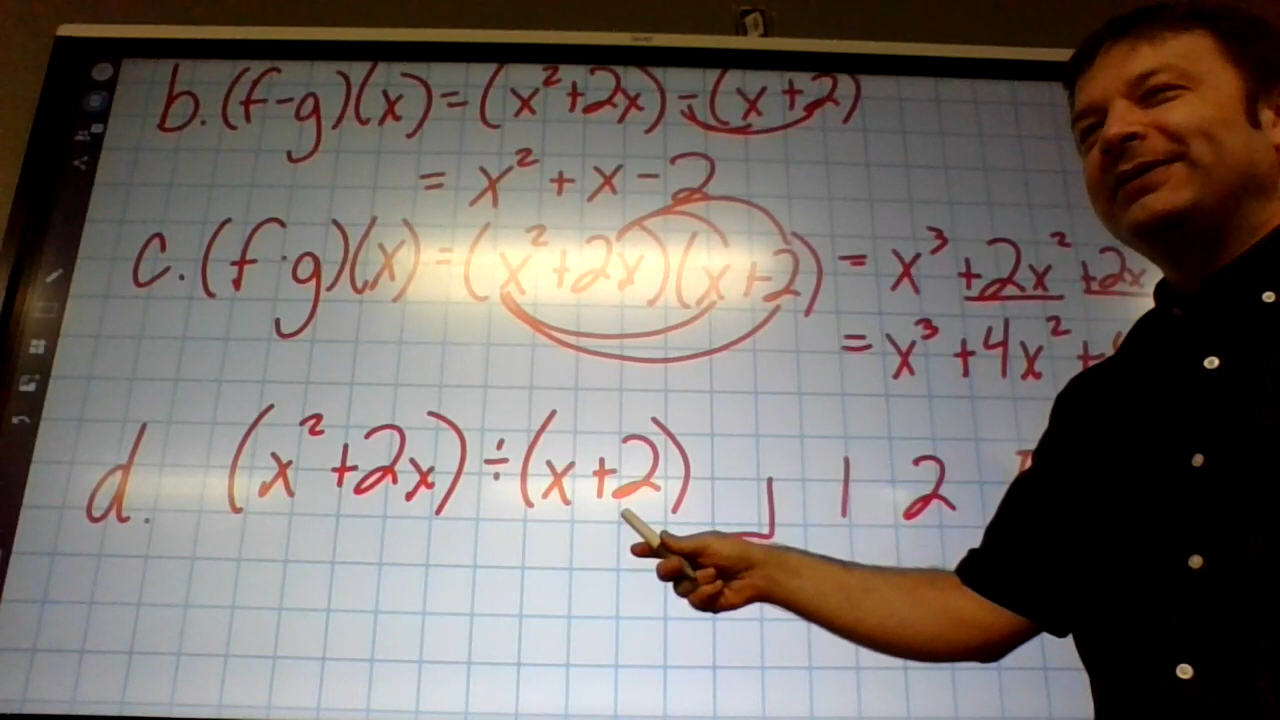 b. (f-g)(x) = (x²+2x) - (x+2)
= x² + x - 2
c. (f·g)(x) = (x²+2x)(x+2) = x³ +2x² +2x
= x³ +4x² +
d. (x²+2x) ÷ (x+2) 1 2